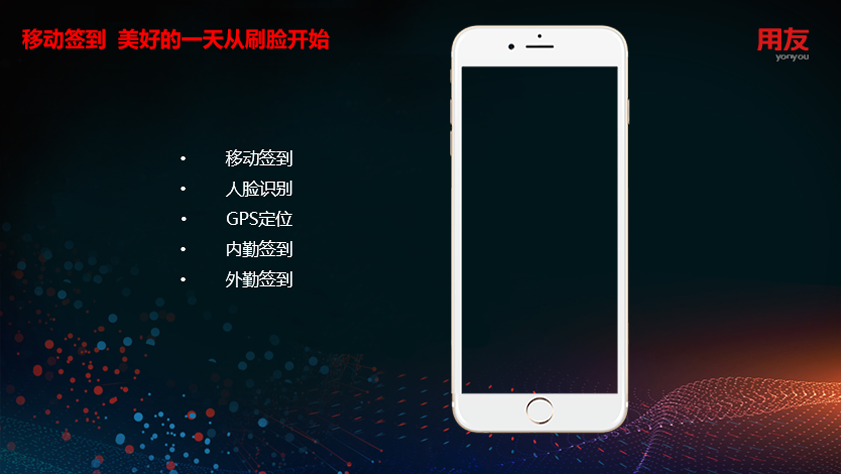 移动签到 美好的一天从刷脸开始
用友
yonyou
• 移动签到
• 人脸识别
• GPS定位
• 内勤签到
• 外勤签到